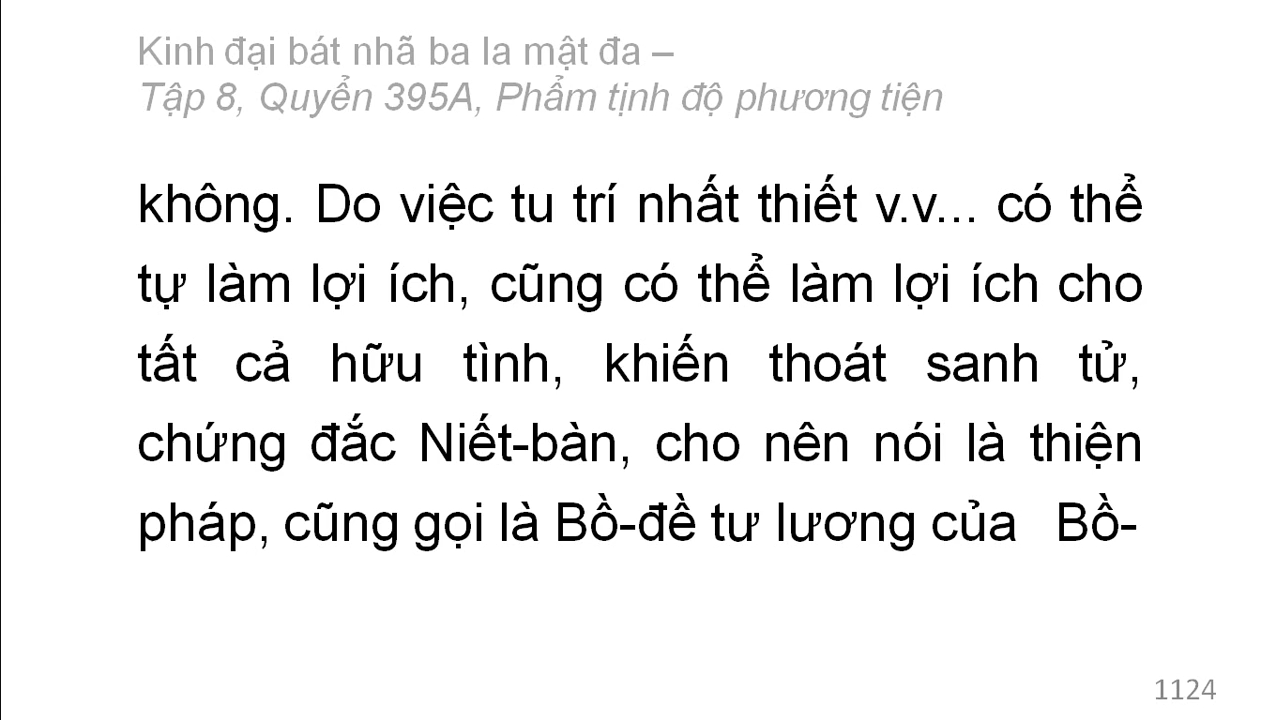 Kinh đại bát nhã ba la mật đa –
Tập 8, Quyển 395A, Phẩm tịnh độ phương tiện
không. Do việc tu trí nhất thiết v.v... có thể
tự làm lợi ích, cũng có thể làm lợi ích cho
tất cả hữu tình, khiến thoát sanh tử,
chứng đắc Niết-bàn, cho nên nói là thiện
pháp, cũng gọi là Bồ-đề tư lương của Bồ-
1124